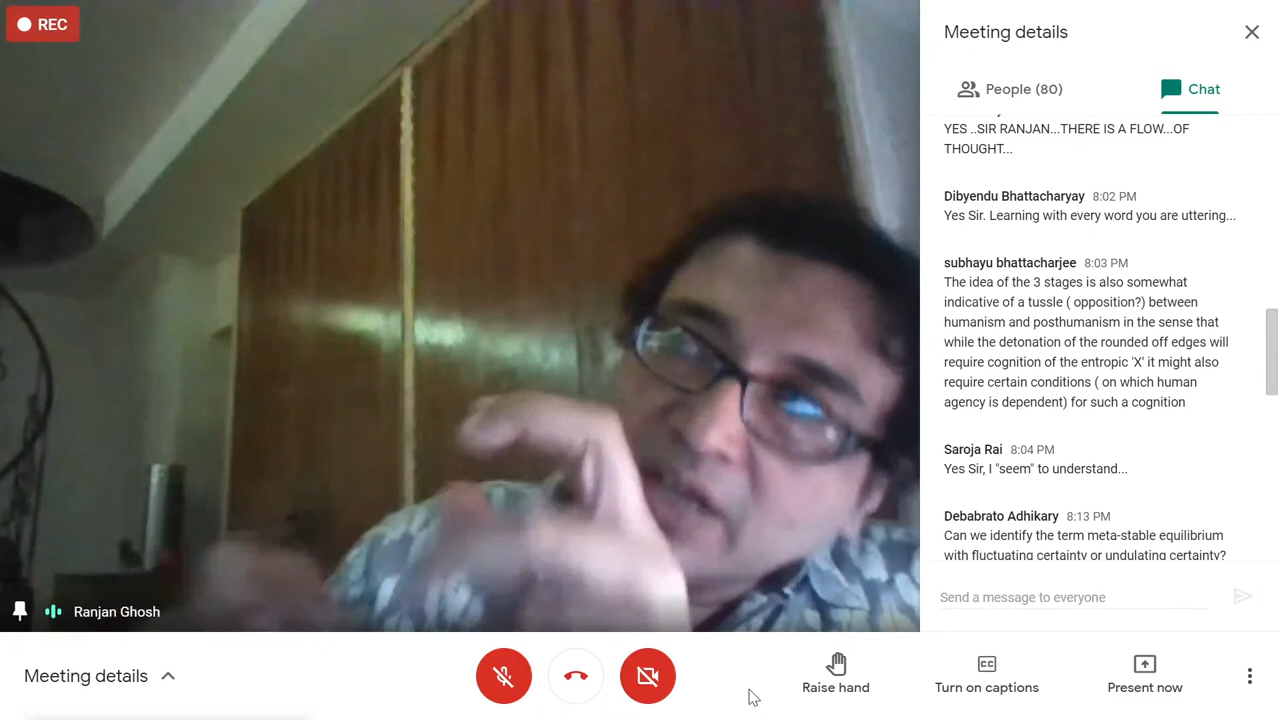 REC
Meeting details
People (80)
Chat
YES ..SIR RANJAN...THERE IS A FLOW...OF
THOUGHT...
Dibyendu Bhattacharyay 8:02 PM
Yes Sir. Learning with every word you are uttering...
subhayu bhattacharjee 8:03 PM
The idea of the 3 stages is also somewhat
indicative of a tussle ( opposition?) between
humanism and posthumanism in the sense that
while the detonation of the rounded off edges will
require cognition of the entropic 'X' it might also
require certain conditions ( on which human
agency is dependent) for such a cognition
Saroja Rai 8:04 PM
Yes Sir, I "seem" to understand...
Debabrato Adhikary 8:13 PM
Can we identify the term meta-stable equilibrium
with fluctuating certainty or undulating certainty?
Send a message to everyone
Ranjan Ghosh
Meeting details
Raise hand
CC
Turn on captions
Present now